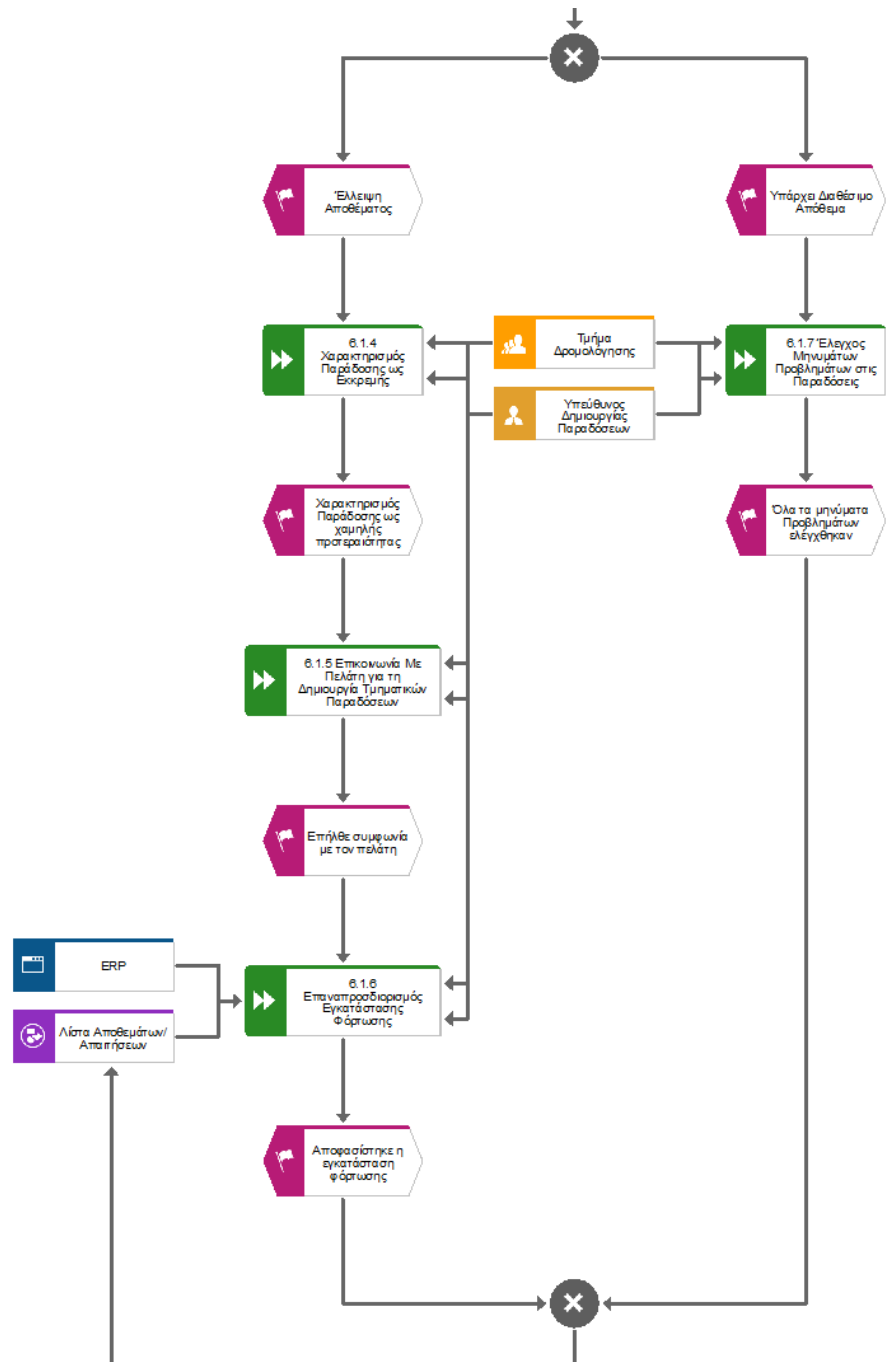 Έλλειψη
Αποθέματος
Υπάρχει Διαθέσιμο
Απόθεμα
6.1.4
Χαρακτηρισμός
Παράδοσης ως
Εκκρεμής
Τμήμα
Δρομολόγησης
Υπεύθυνος
Δημιουργίας
Παραδόσεων
6.1.7 Έλεγχος
Μηνυμάτων
Προβλημάτων στις
Παραδόσεις
Χαρακτηρισμός
Παράδοσης ως
χαμηλής
προτεραιότητας
Όλα τα μηνύματα
Προβλημάτων
ελέγχθηκαν
6.1.5 Επικοινωνία Με
Πελάτη για τη
Δημιουργία Τμηματικών
Παραδόσεων
Επήλθε συμφωνία
με τον πελάτη
ERP
Λίστα Αποθεμάτων/
Απαιτήσεων
6.1.6
Επαναπροσδιορισμός
Εγκατάστασης
Φόρτωσης
Αποφασίστηκε η
εγκατάσταση
φόρτωσης